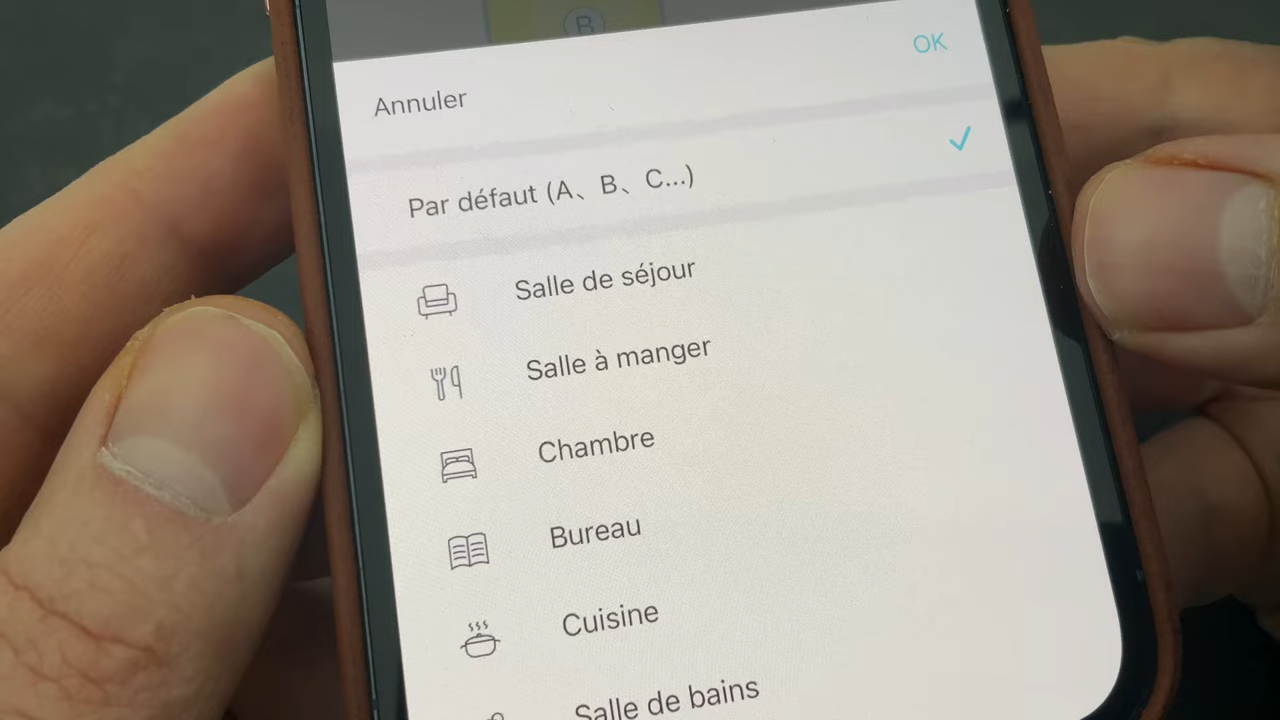 B
OK
Annuler
Par défaut (A、B、C...)
Salle de séjour
Salle à manger
Chambre
Bureau
Cuisine
Salle de bains